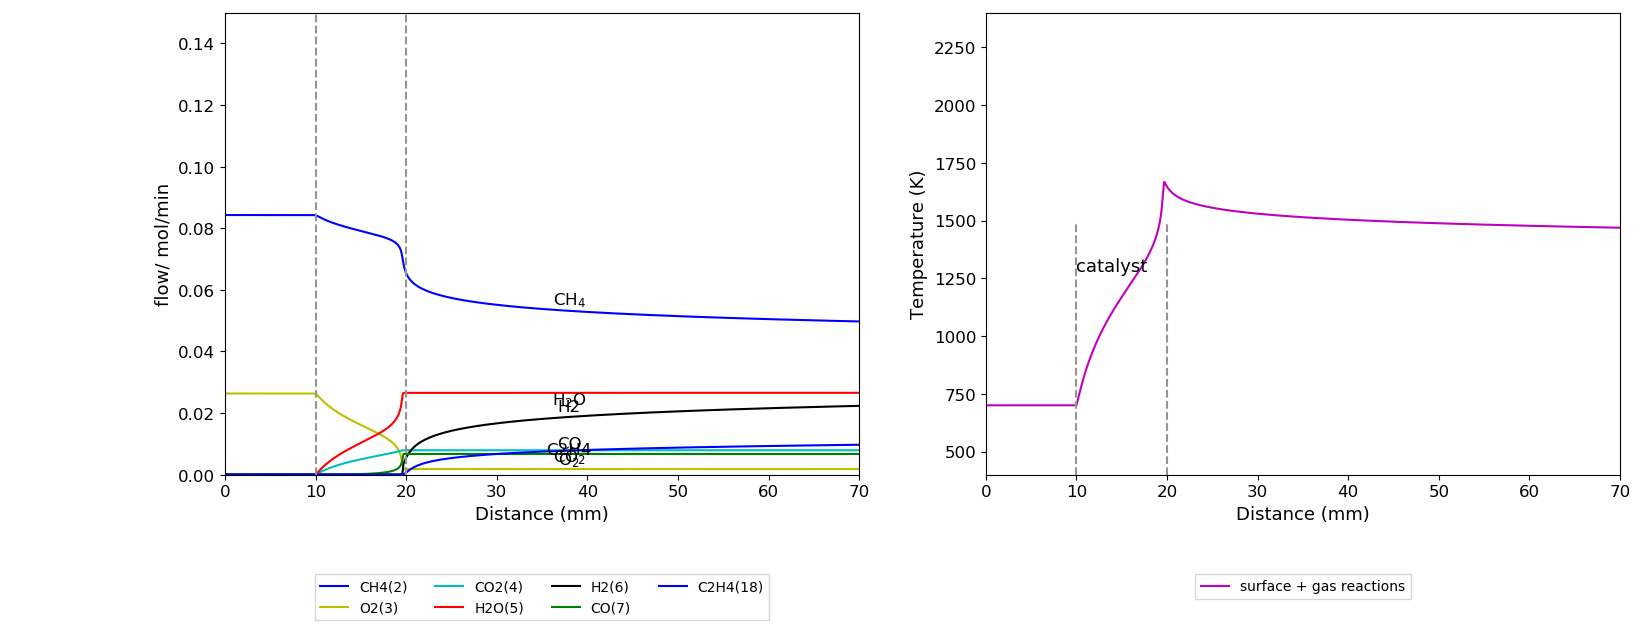 0.14
0.12
0.10
0.08
0.06
0.04
0.02
0.00
flow/ mol/min
0
10
20
30
40
50
60
70
Distance (mm)
CH₄
H₂O
H2
CO
C2H4
CO₂
O₂
CH4(2)
O2(3)
CO2(4)
H2O(5)
H2(6)
CO(7)
C2H4(18)
2250
2000
1750
1500
1250
1000
750
500
Temperature (K)
catalyst
0
10
20
30
40
50
60
70
Distance (mm)
surface + gas reactions